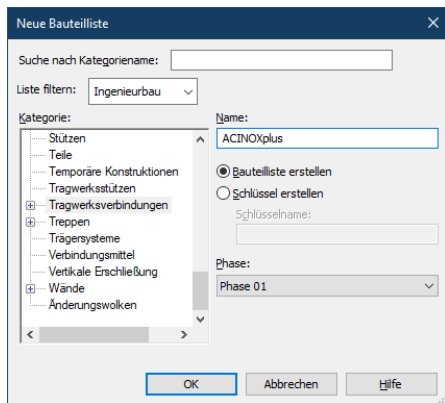 Neue Bauteilliste
Suche nach Kategoriename:
Liste filtern: Ingenieurbau
Kategorie:
Stützen
Teile
Temporäre Konstruktionen
Tragwerksstützen
Tragwerksverbindungen
Treppen
Trägersysteme
Verbindungsmittel
Vertikale Erschließung
Wände
Änderungswolken
Name:
ACINOXplus
Bauteilliste erstellen
Schlüssel erstellen
Schlüsselname:
Phase:
Phase 01
OK Abbrechen Hilfe